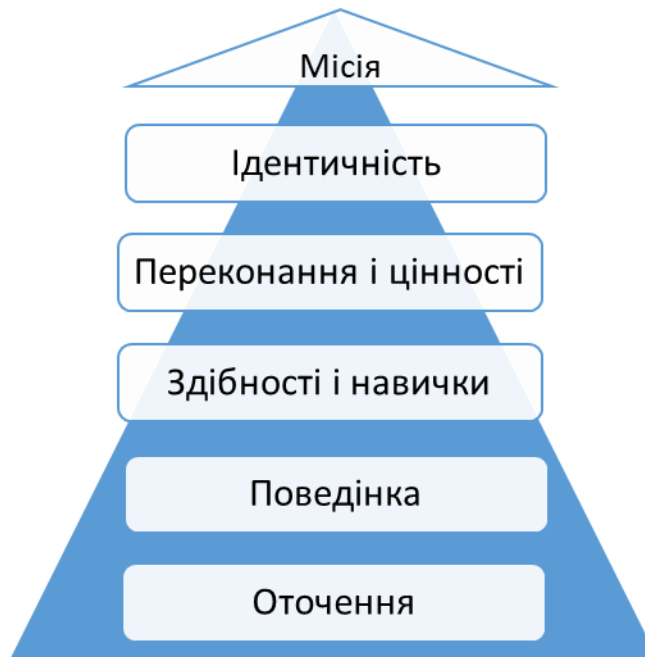 Місія
Ідентичність
Переконання і цінності
Здібності і навички
Поведінка
Оточення